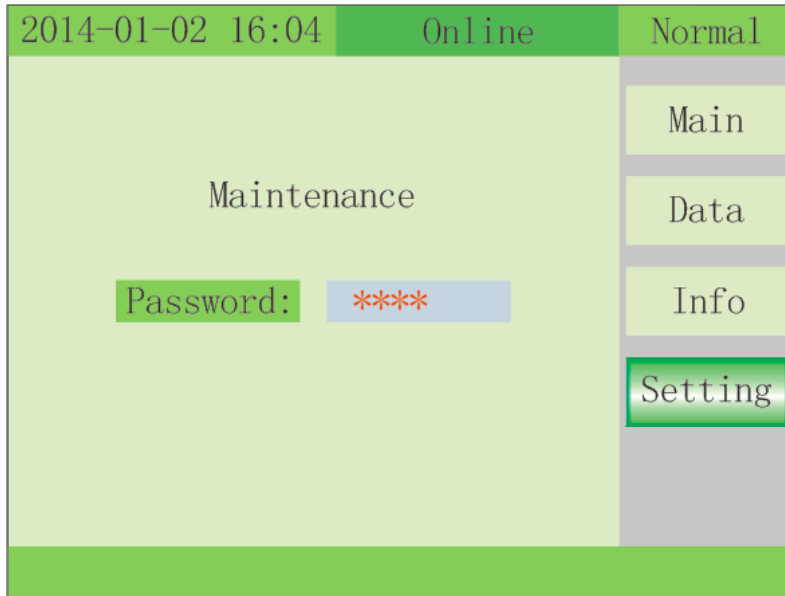 2014-01-02 16:04 Online Normal
Main
Maintenance
Data
Password: ****
Info
Setting